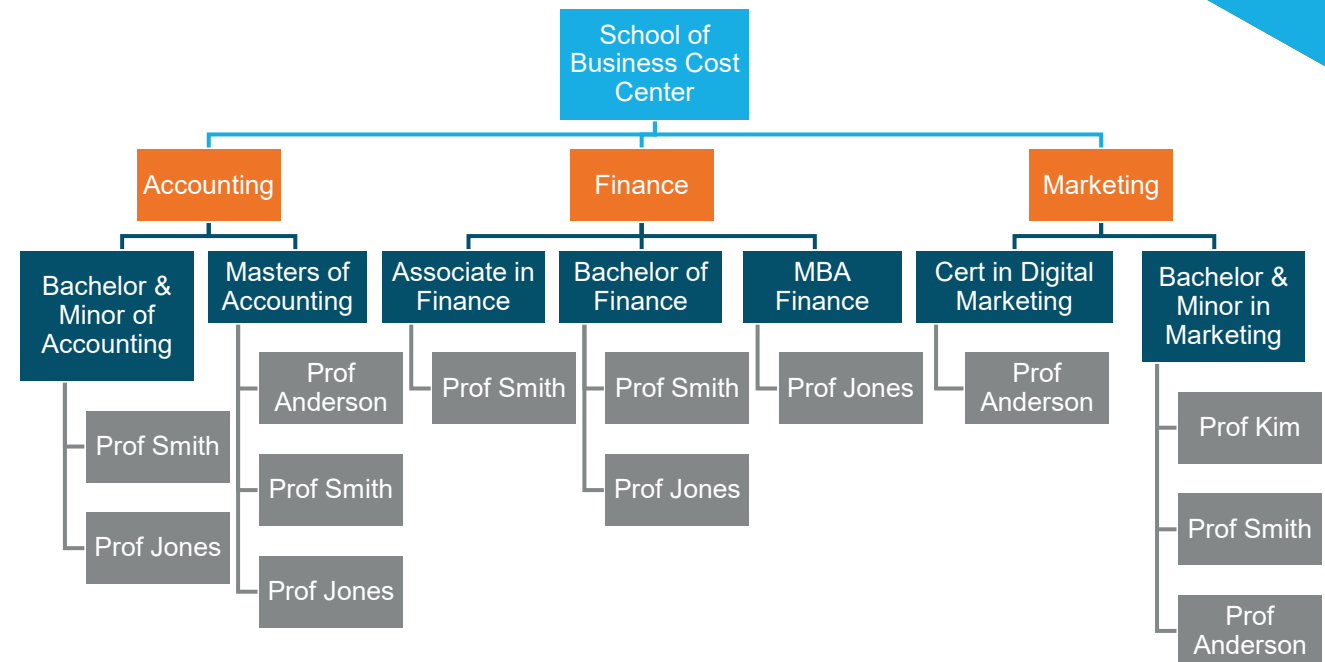 School of
Business Cost
Center
Accounting
Finance
Marketing
Bachelor &
Minor of
Accounting
Masters of
Accounting
Associate in
Finance
Bachelor of
Finance
MBA
Finance
Cert in Digital
Marketing
Bachelor &
Minor in
Marketing
Prof Smith
Prof Jones
Prof
Anderson
Prof Smith
Prof Jones
Prof Smith
Prof Smith
Prof Jones
Prof Jones
Prof
Anderson
Prof Kim
Prof Smith
Prof
Anderson